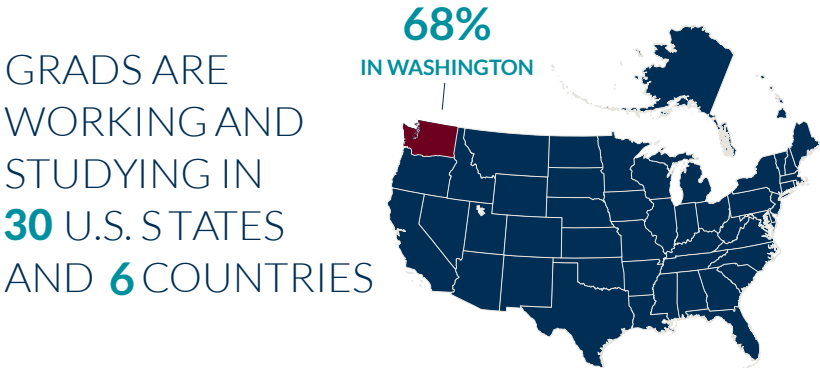 68%
IN WASHINGTON
GRADS ARE
WORKING AND
STUDYING IN
30 U.S. STATES
AND 6 COUNTRIES